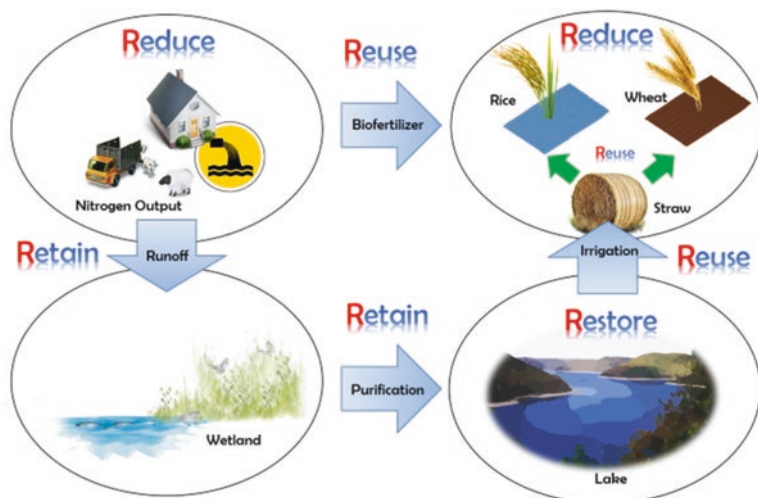 Reduce
Nitrogen Output
Reuse
Biofertilizer
Reduce
Rice
Wheat
Reuse
Straw
Retain
Runoff
Irrigation
Reuse
Wetland
Retain
Purification
Restore
Lake